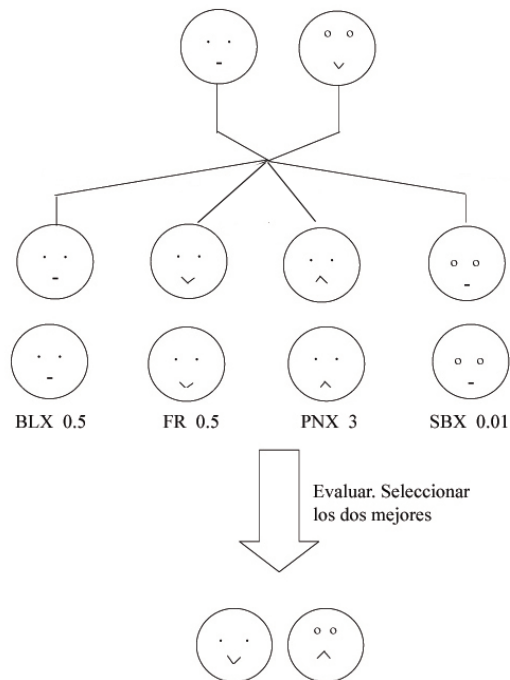 BLX 0.5 FR 0.5 PNX 3 SBX 0.01
Evaluar. Seleccionar
los dos mejores